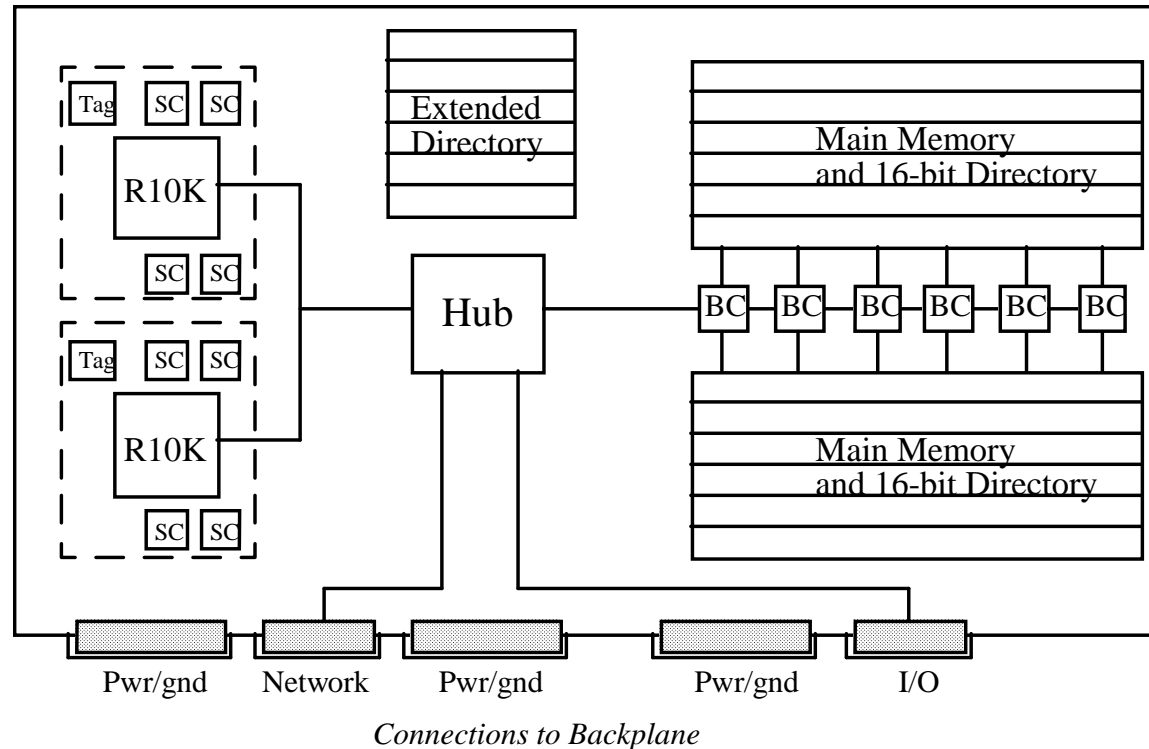 Tag SC SC
R10K
SC SC
Tag SC SC
R10K
SC SC
Extended
Directory
Hub
Main Memory
and 16-bit Directory
BC BC BC BC BC BC
Main Memory
and 16-bit Directory
Pwr/gnd Network Pwr/gnd Pwr/gnd I/O
Connections to Backplane